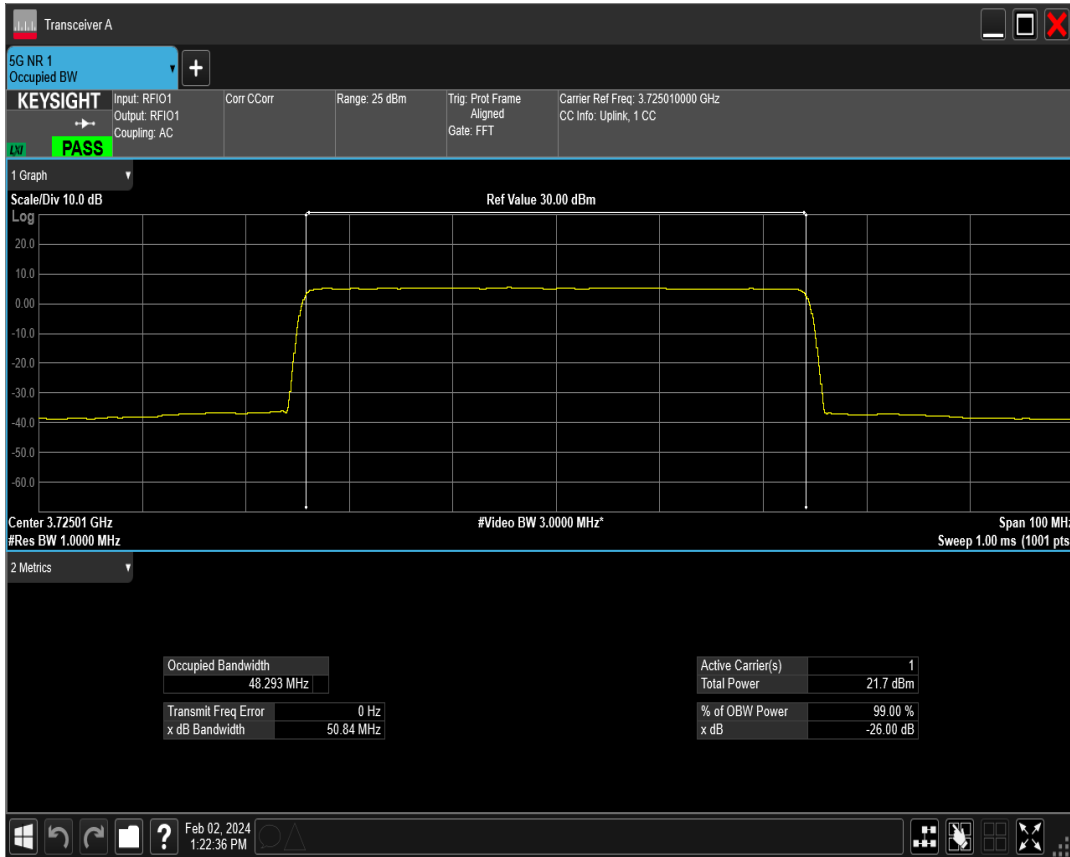 Transceiver A
5G NR 1
Occupied BW
+
KEYSIGHT
LXI
PASS
Input: RFIO1
Output: RFIO1
Coupling: AC
Corr CCorr
Range: 25 dBm
Trig: Prot Frame
Aligned
Gate: FFT
Carrier Ref Freq: 3.725010000 GHz
CC Info: Uplink, 1 CC
1 Graph
Scale/Div 10.0 dB
Ref Value 30.00 dBm
Log
20.0
10.0
0.00
-10.0
-20.0
-30.0
-40.0
-50.0
-60.0
Center 3.72501 GHz
#Video BW 3.0000 MHz*
Span 100 MHz
#Res BW 1.0000 MHz
Sweep 1.00 ms (1001 pts
2 Metrics
Occupied Bandwidth
48.293 MHz
Transmit Freq Error 0 Hz
x dB Bandwidth 50.84 MHz
Active Carrier(s) 1
Total Power 21.7 dBm
% of OBW Power 99.00 %
x dB -26.00 dB
?
Feb 02, 2024
1:22:36 PM